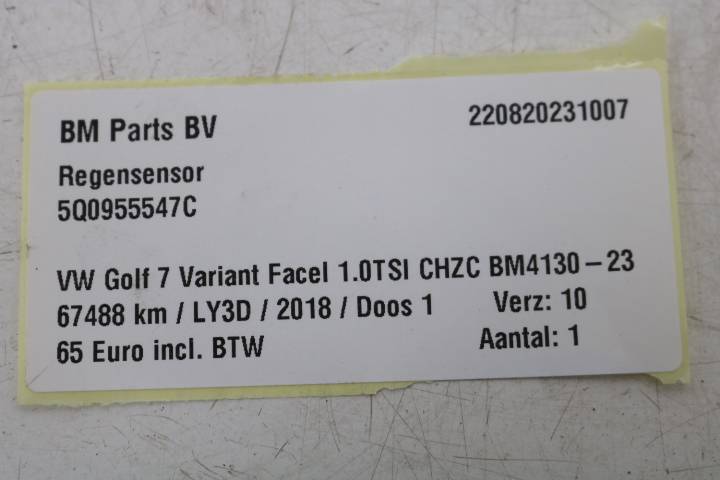 BM Parts BV 220820231007
Regensensor
5Q0955547C
VW Golf 7 Variant Facel 1.0TSI CHZC BM4130-23
67488 km / LY3D / 2018 / Doos 1 Verz: 10
65 Euro incl. BTW Aantal: 1